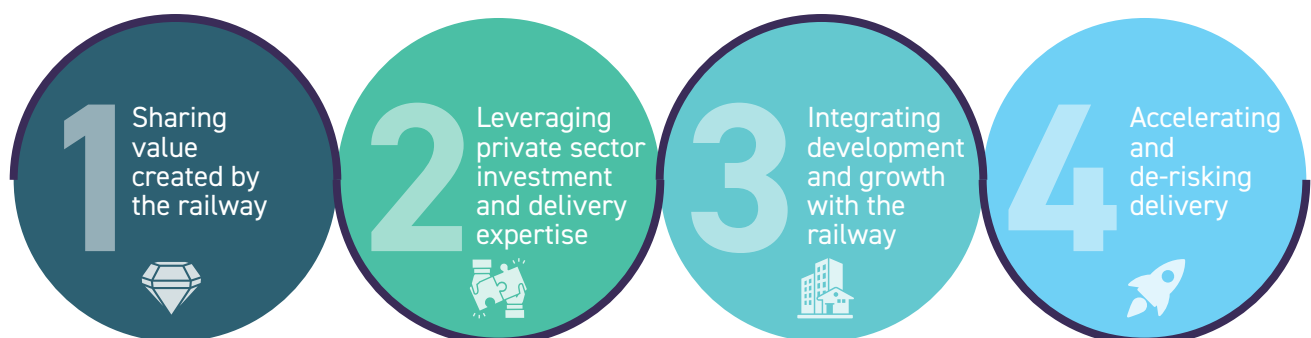 1
Sharing
value
created by
the railway
2
Leveraging
private sector
investment
and delivery
expertise
3
Integrating
development
and growth
with the
railway
4
Accelerating
and
de-risking
delivery